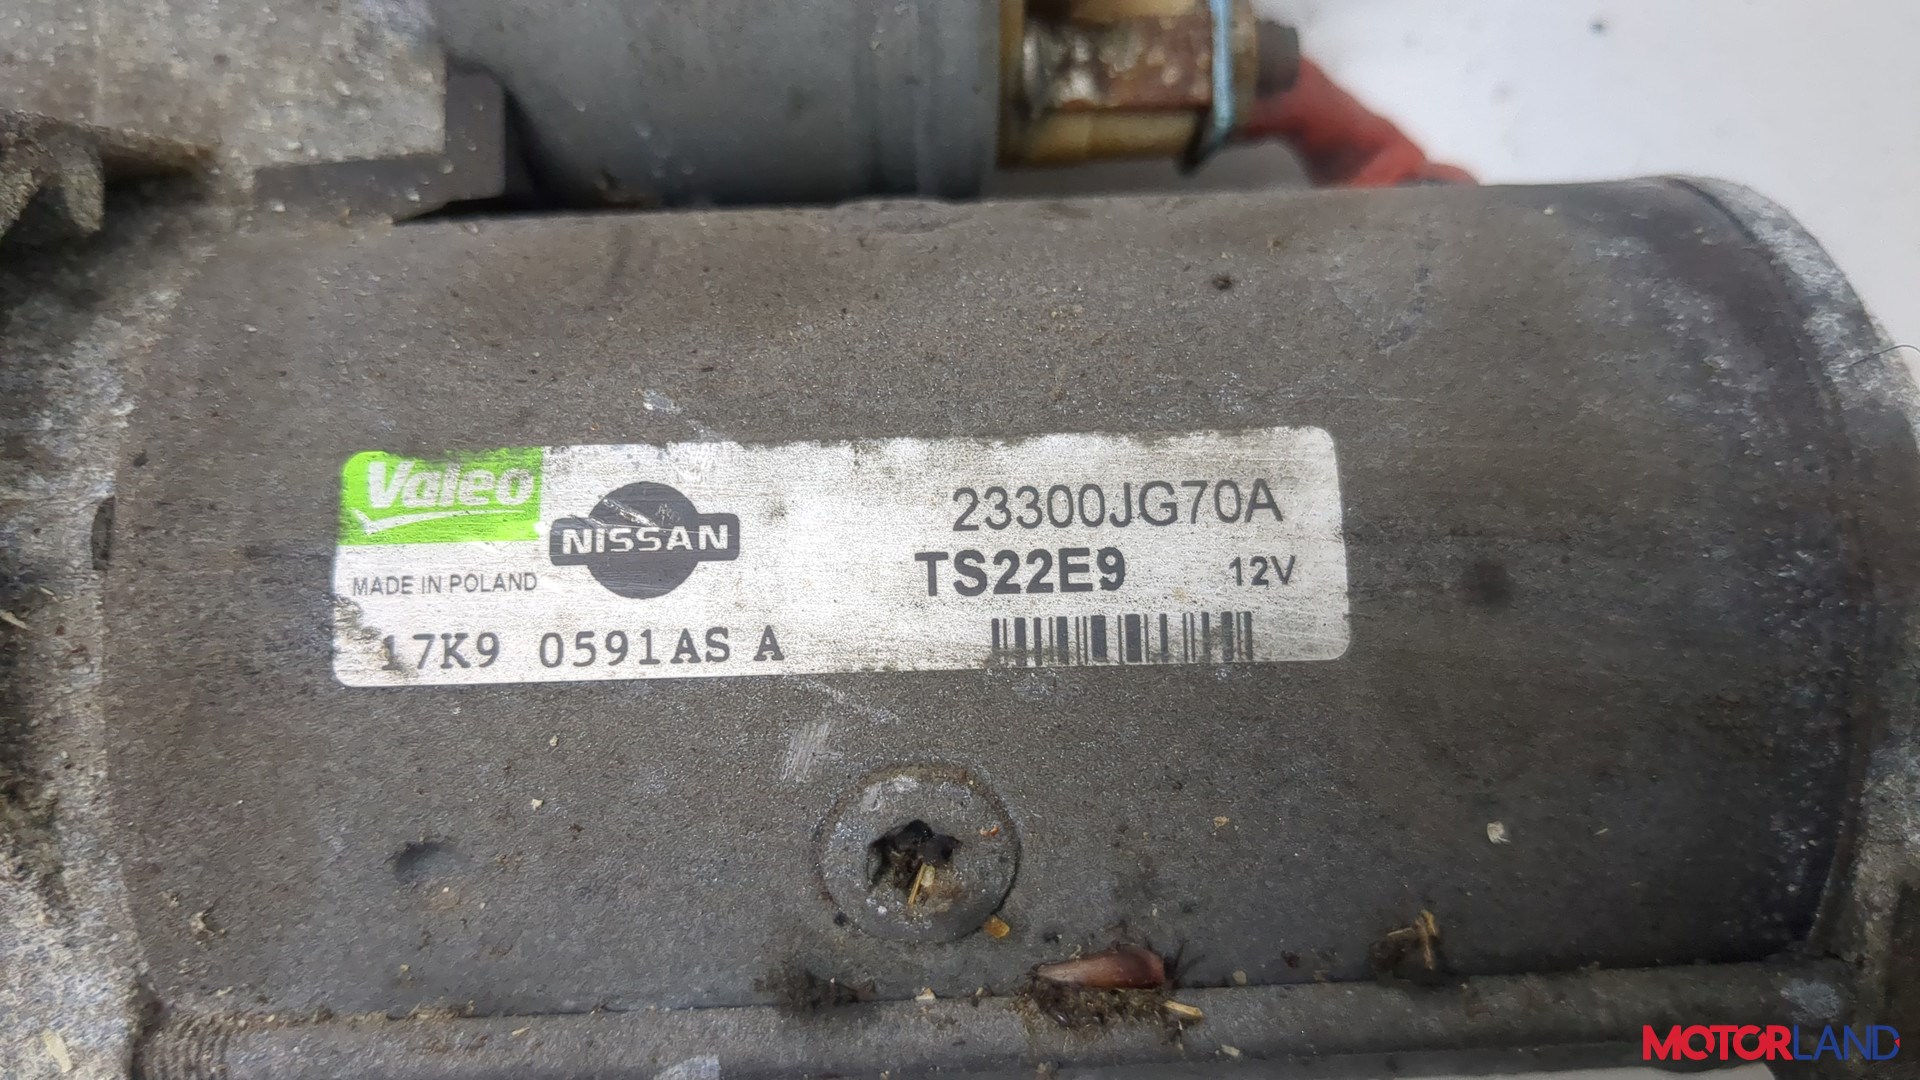 Valeo
NISSAN
23300JG70A
MADE IN POLAND
TS22E9 12V
17K9 0591AS A
MOTORLAND